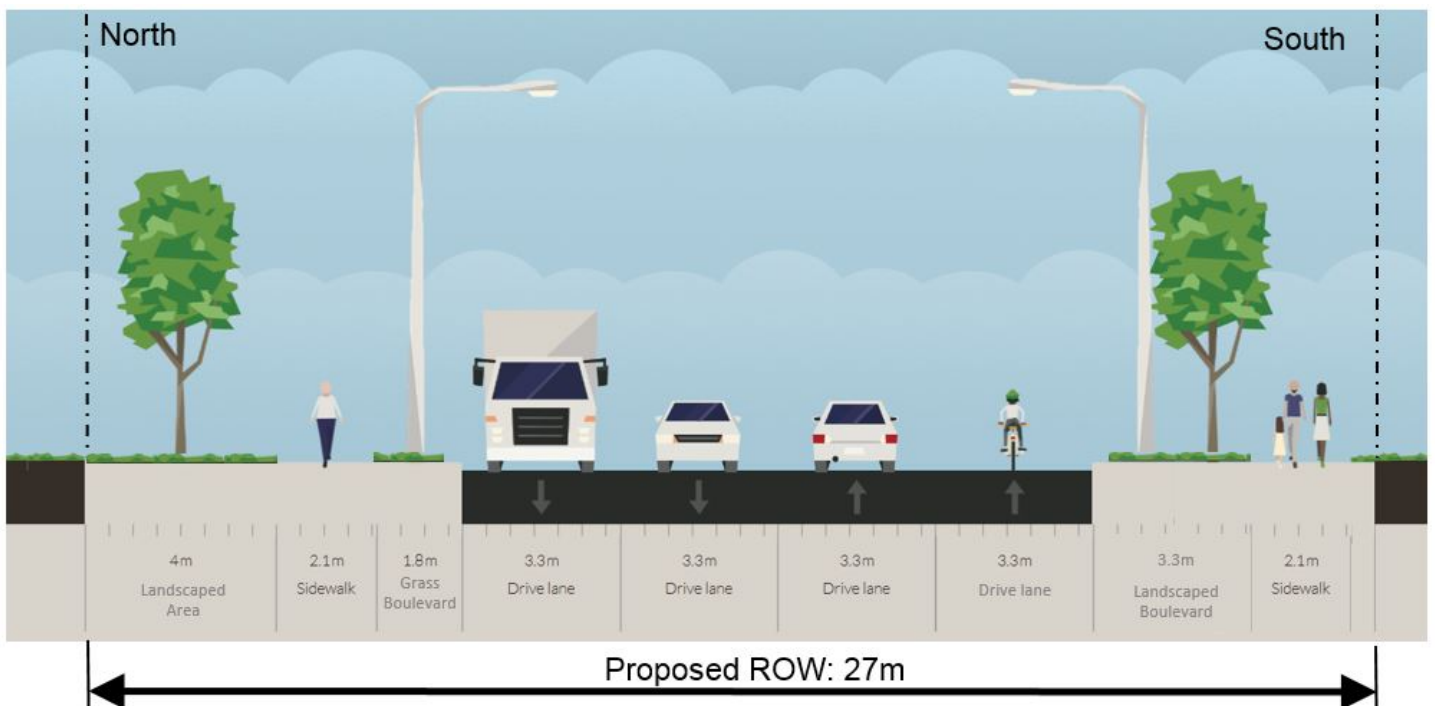 North
South
4m
Landscaped
Area
2.1m
Sidewalk
1.8m
Grass
Boulevard
3.3m
Drive lane
3.3m
Drive lane
3.3m
Drive lane
3.3m
Drive lane
3.3m
Landscaped
Boulevard
2.1m
Sidewalk
Proposed ROW: 27m